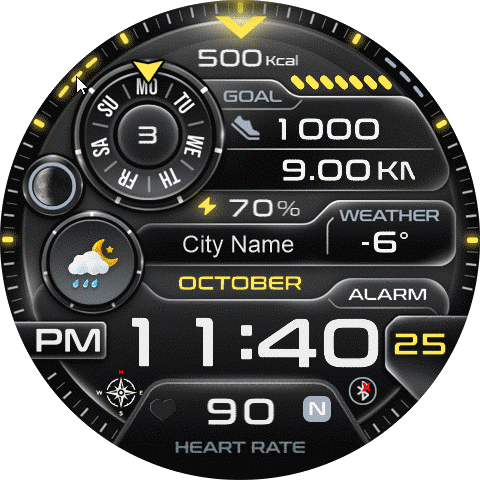 500 Kcal
GOAL
1000
9.00 KM
MO
TU
WE
TH
FR
SA
SU
3
70%
WEATHER
City Name
-6°
OCTOBER
ALARM
PM
11:40
25
N
W
E
S
90
N
HEART RATE